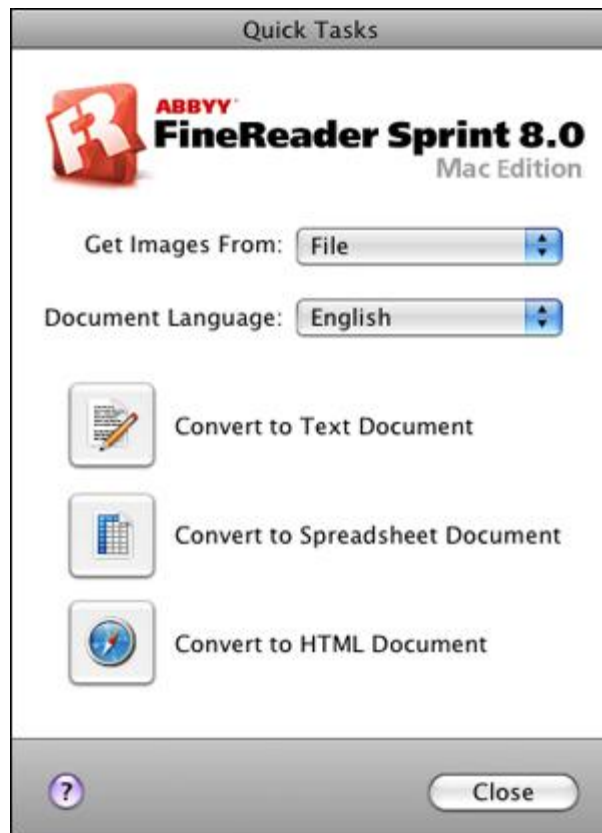 Quick Tasks
ABBYY
FineReader Sprint 8.0
Mac Edition
Get Images From: File
Document Language: English
Convert to Text Document
Convert to Spreadsheet Document
Convert to HTML Document
? Close